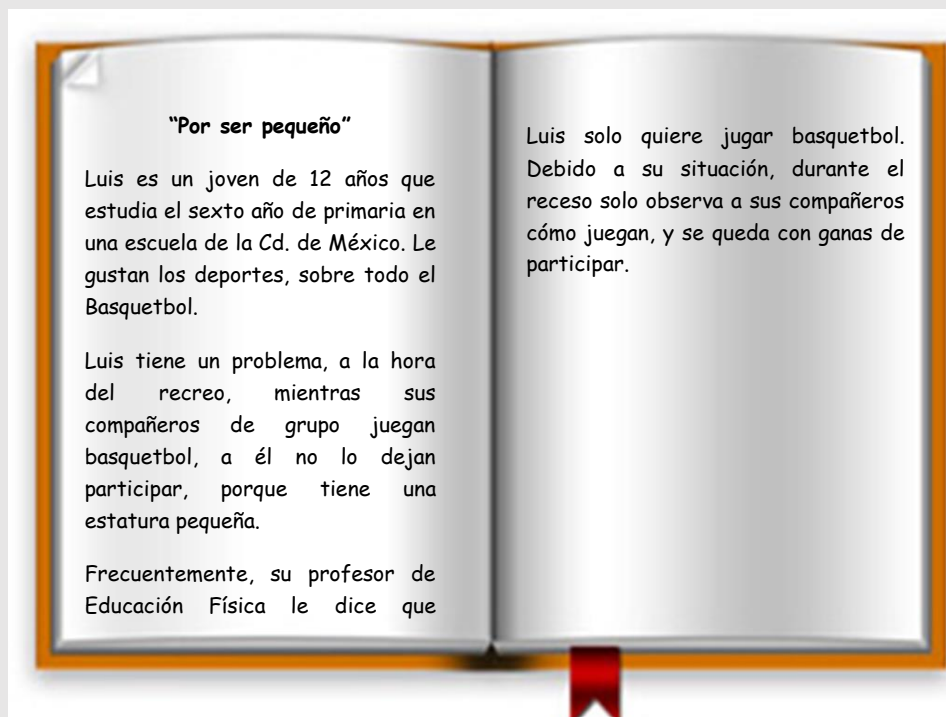 “Por ser pequeño”
Luis es un joven de 12 años que
estudia el sexto año de primaria en
una escuela de la Cd. de México. Le
gustan los deportes, sobre todo el
Basquetbol.
Luis tiene un problema, a la hora
del recreo, mientras sus
compañeros de grupo juegan
basquetbol, a él no lo dejan
participar, porque tiene una
estatura pequeña.
Frecuentemente, su profesor de
Educación Física le dice que
Luis solo quiere jugar basquetbol.
Debido a su situación, durante el
receso solo observa a sus compañeros
cómo juegan, y se queda con ganas de
participar.